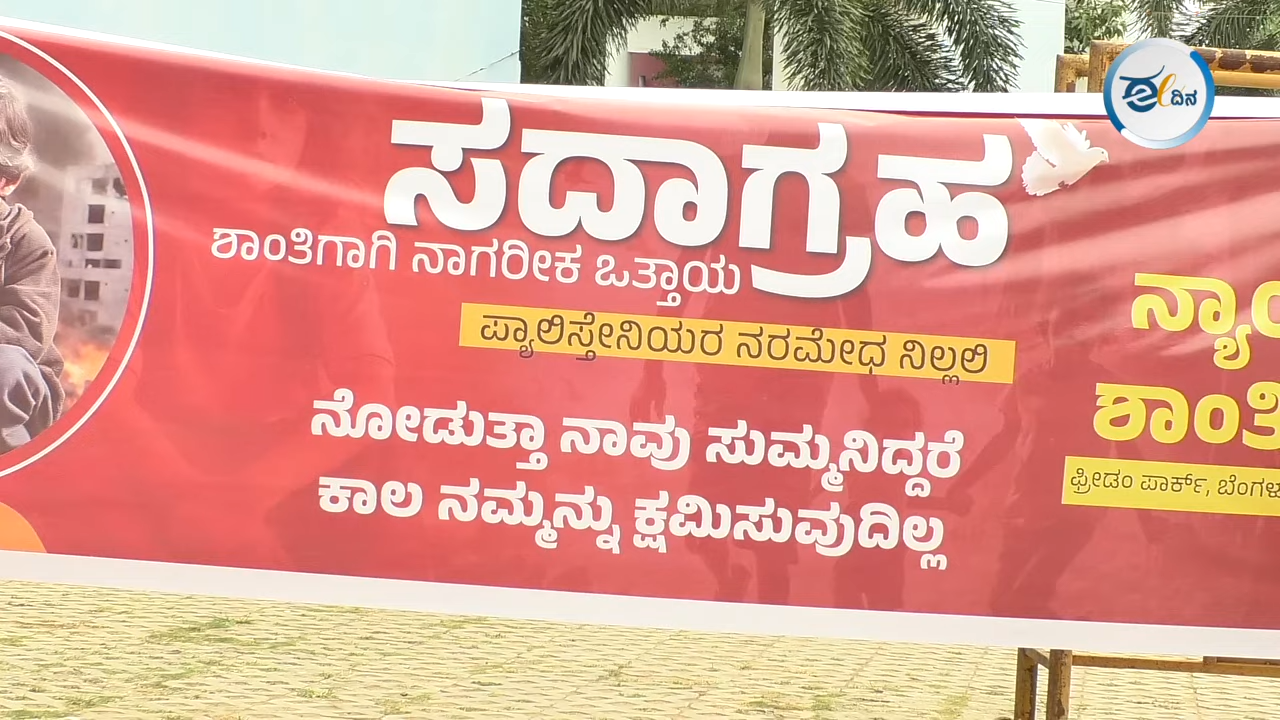 ಸದಾಗ್ರಹ
ಶಾಂತಿಗಾಗಿ ನಾಗರೀಕ ಒತ್ತಾಯ
ಪ್ಯಾಲಿಸ್ತೇನಿಯರ ನರಮೇಧ ನಿಲ್ಲಲಿ
ನೋಡುತ್ತಾ ನಾವು ಸುಮ್ಮನಿದ್ದರೆ
ಕಾಲ ನಮ್ಮನ್ನು ಕ್ಷಮಿಸುವುದಿಲ್ಲ
ಶಾಂತಿ
ಫ್ರೀಡಂ ಪಾರ್ಕ್,
ದಿನ